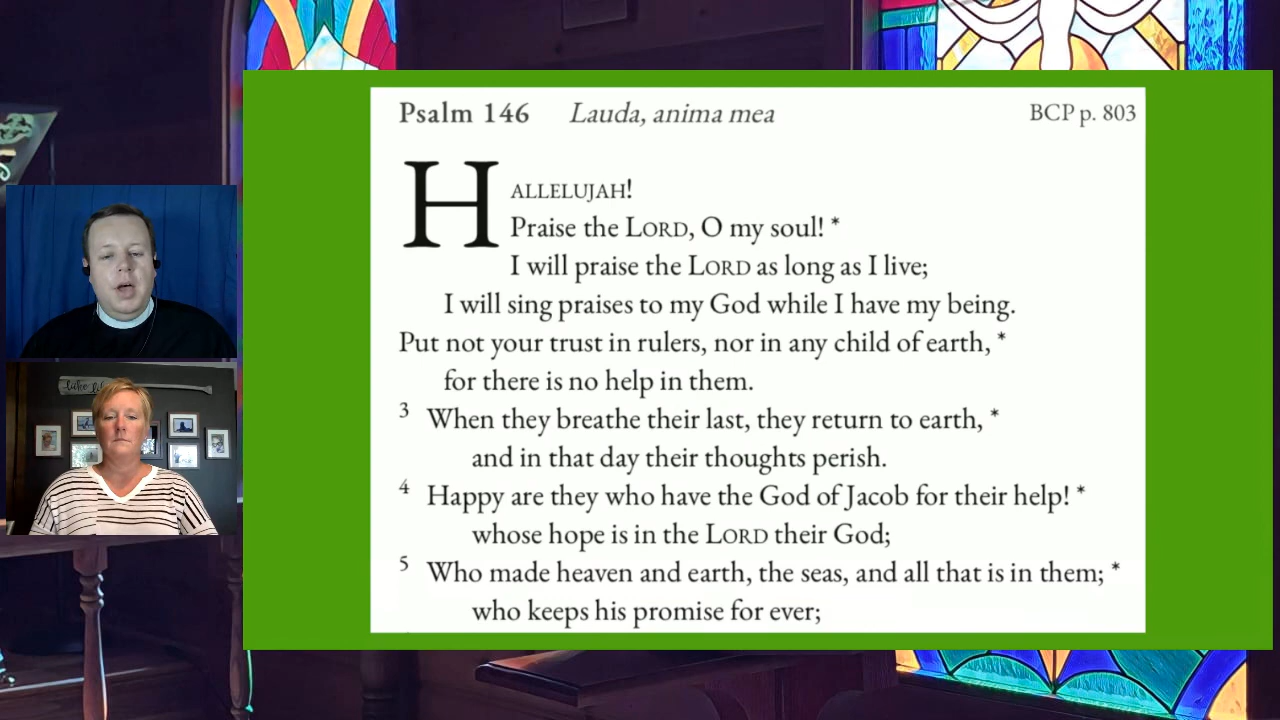 Psalm 146 Lauda, anima mea BCP p. 803
HALLELUJAH!
Praise the LORD, O my soul! *
I will praise the LORD as long as I live;
I will sing praises to my God while I have my being.
Put not your trust in rulers, nor in any child of earth, *
for there is no help in them.
3 When they breathe their last, they return to earth, *
and in that day their thoughts perish.
4 Happy are they who have the God of Jacob for their help! *
whose hope is in the LORD their God;
5 Who made heaven and earth, the seas, and all that is in them; *
who keeps his promise for ever;
lake